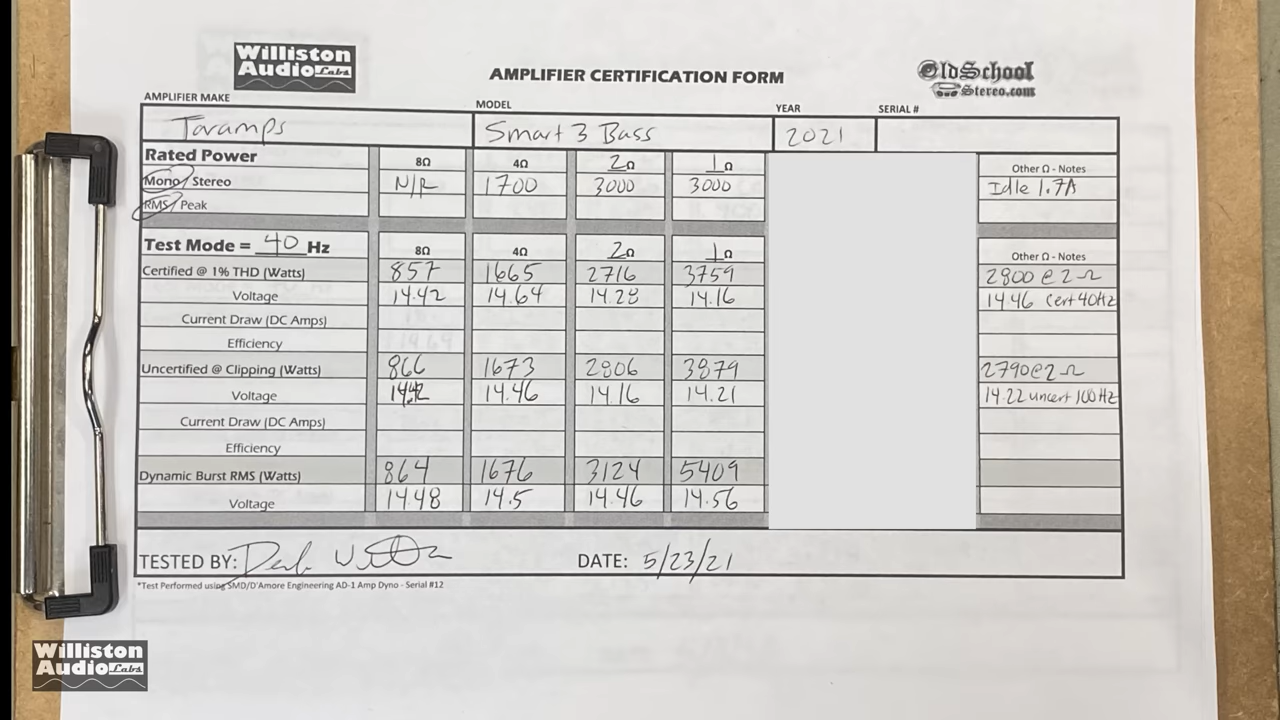 Williston
Audio Labs
AMPLIFIER CERTIFICATION FORM
OldSchool
Stereo.com
AMPLIFIER MAKE MODEL YEAR SERIAL #
Taramps Smart 3 Bass 2021
Rated Power 8Ω 4Ω 2Ω 1Ω Other Ω - Notes
Mono/ Stereo N/R 1700 3000 3000 Idle 1.7A
RMS/ Peak
Test Mode = 40 Hz 8Ω 4Ω 2Ω 1Ω Other Ω - Notes
Certified @ 1% THD (Watts) 857 1665 2716 3759 2800 @ 2 Ω
Voltage 14.42 14.64 14.28 14.16 14.46 Cert 40Hz
Current Draw (DC Amps)
Efficiency
Uncertified @ Clipping (Watts) 866 1673 2806 3879 2790@2 Ω
Voltage 14.42 14.46 14.16 14.21 14.22 uncert 100Hz
Current Draw (DC Amps)
Efficiency
Dynamic Burst RMS (Watts) 864 1676 3124 5409
Voltage 14.48 14.5 14.46 14.56
TESTED BY: DATE: 5/23/21
*Test Performed using SMD/D'Amore Engineering AD-1 Amp Dyno - Serial #12
Williston
Audio Labs